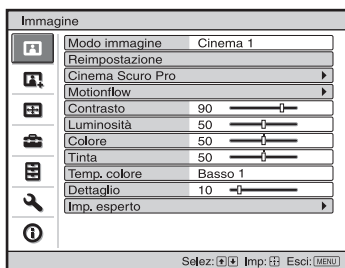 Immagine
Modo immagine Cinema 1
Reimpostazione
Cinema Scuro Pro
Motionflow
Contrasto 90
Luminosità 50
Colore 50
Tinta 50
Temp. colore Basso 1
Dettaglio 10
Imp. esperto
Selez: Imp: Esci: MENU